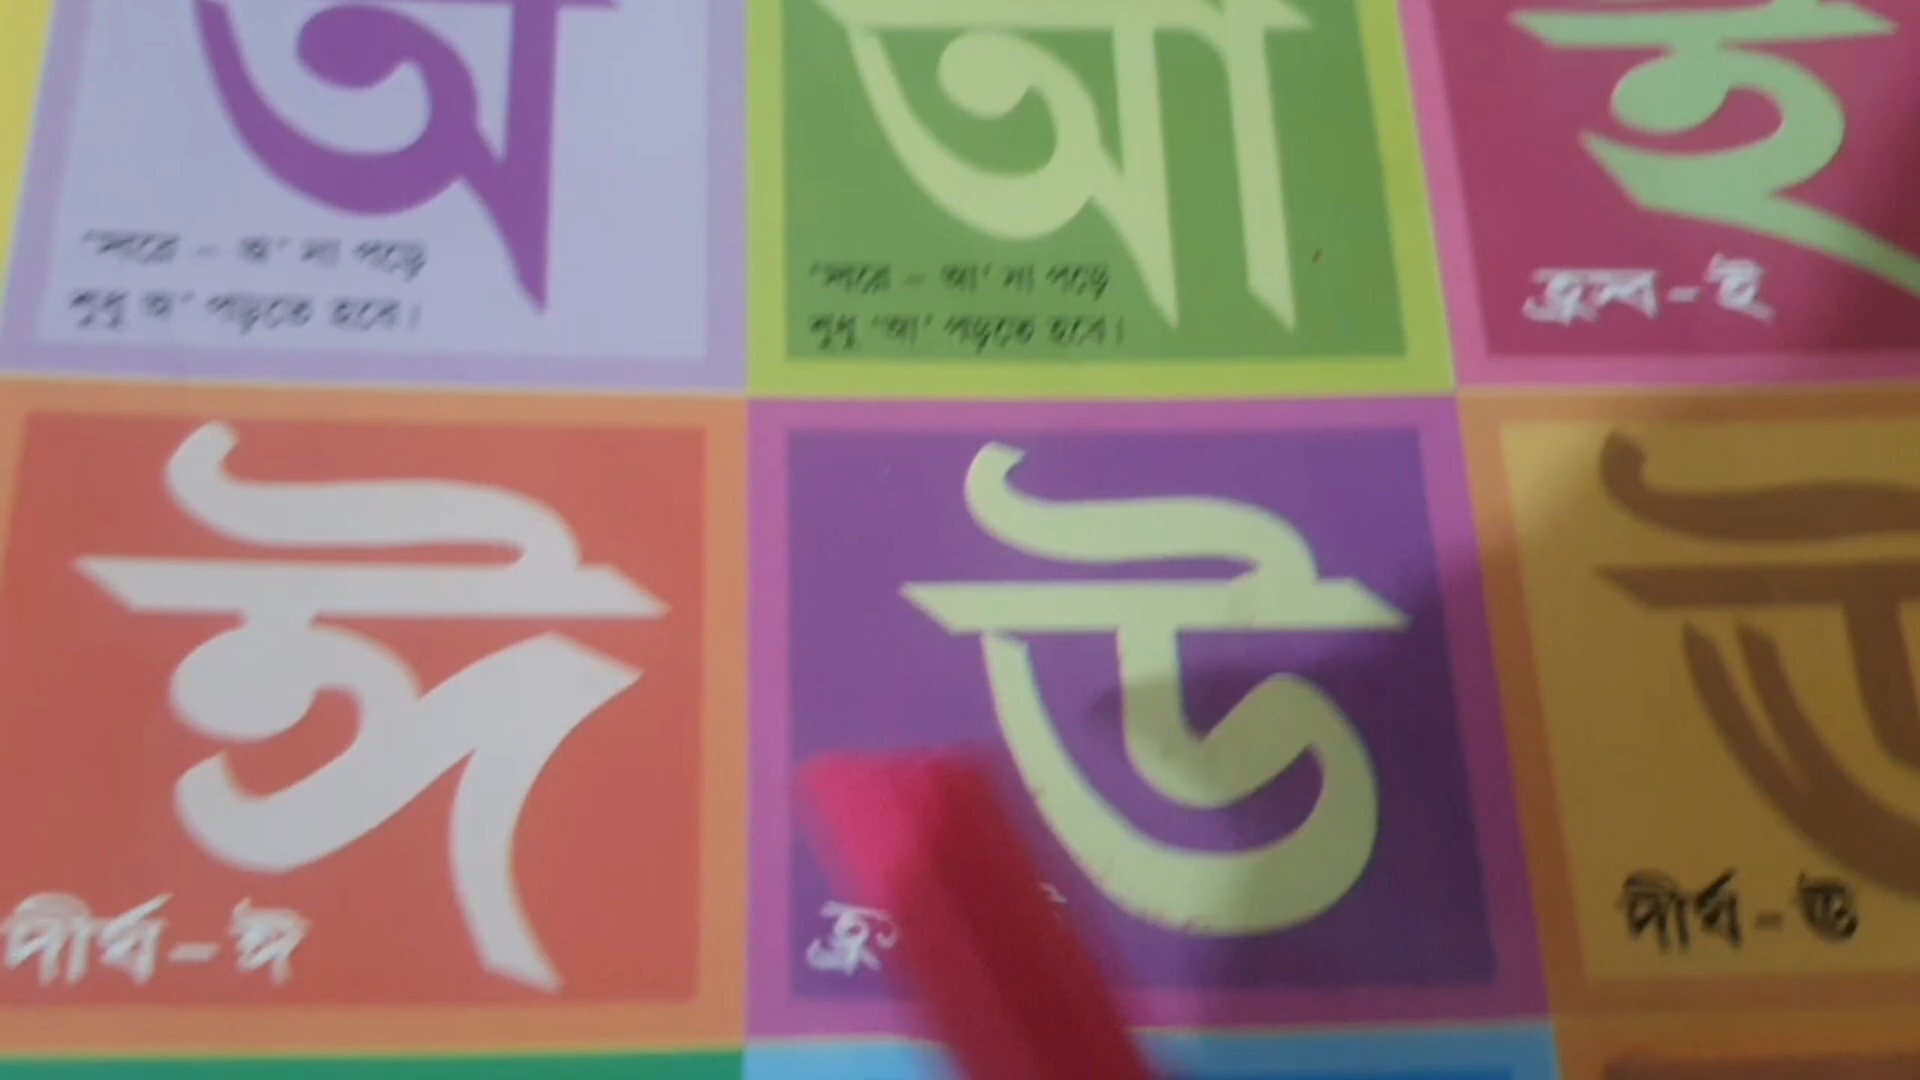 অ
'স্বরে - অ' না পড়ে
শুধু অ' পড়তে হবে।
আ
'স্বরে - আ' না পড়ে
শুধু 'আ' পড়তে হবে।
ই
হ্রস্ব-ই
ঈ
দীর্ঘ-ঈ
উ
দীর্ঘ-ঊ